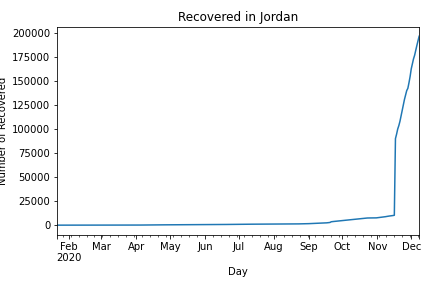 Recovered in Jordan
200000
175000
150000
125000
100000
75000
50000
25000
0
Number of Recovered
Feb Mar Apr May Jun Jul Aug Sep Oct Nov Dec
2020
Day